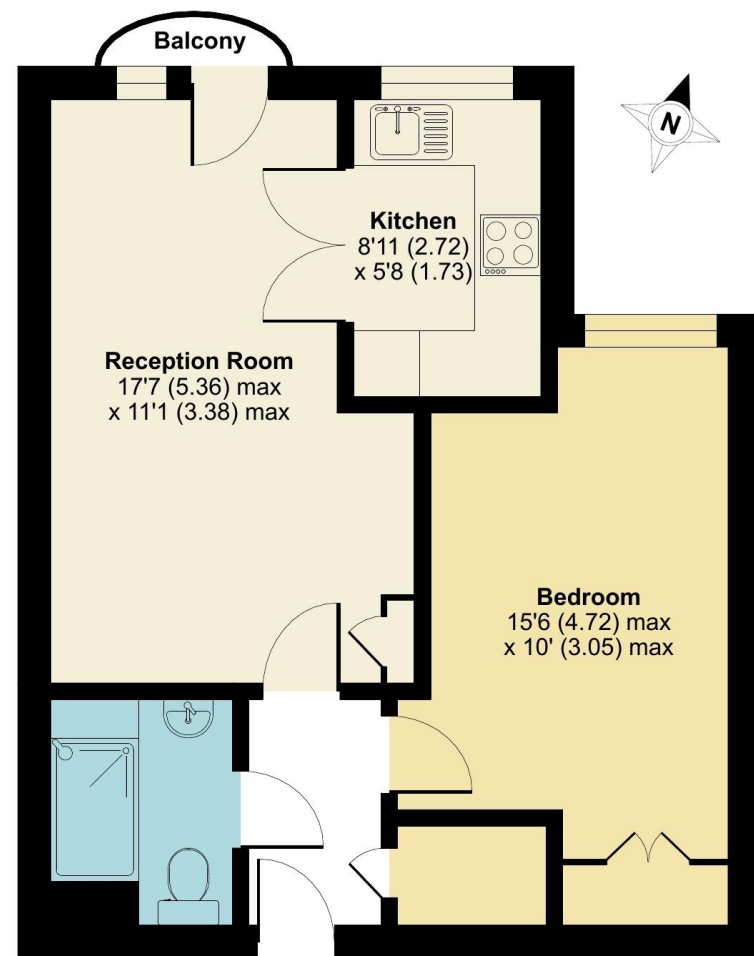 Balcony
N
Kitchen
8'11 (2.72)
x 5'8 (1.73)
Reception Room
17'7 (5.36) max
x 11'1 (3.38) max
Bedroom
15'6 (4.72) max
x 10' (3.05) max